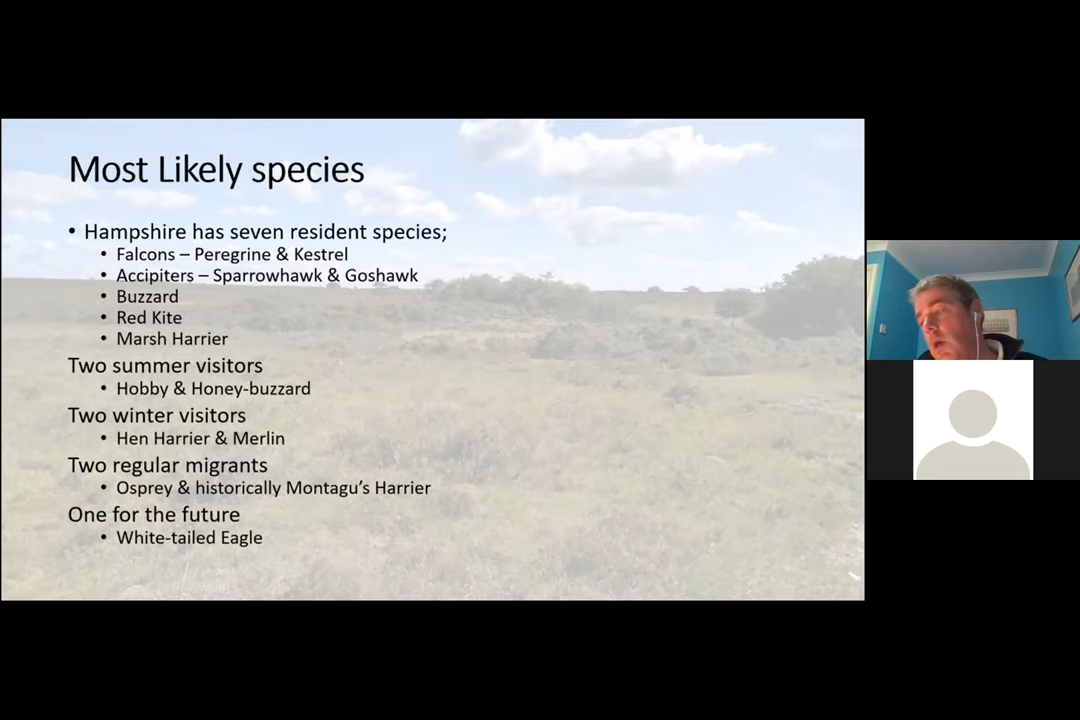 Most Likely species
• Hampshire has seven resident species;
• Falcons – Peregrine & Kestrel
• Accipiters – Sparrowhawk & Goshawk
• Buzzard
• Red Kite
• Marsh Harrier
Two summer visitors
• Hobby & Honey-buzzard
Two winter visitors
• Hen Harrier & Merlin
Two regular migrants
• Osprey & historically Montagu's Harrier
One for the future
• White-tailed Eagle